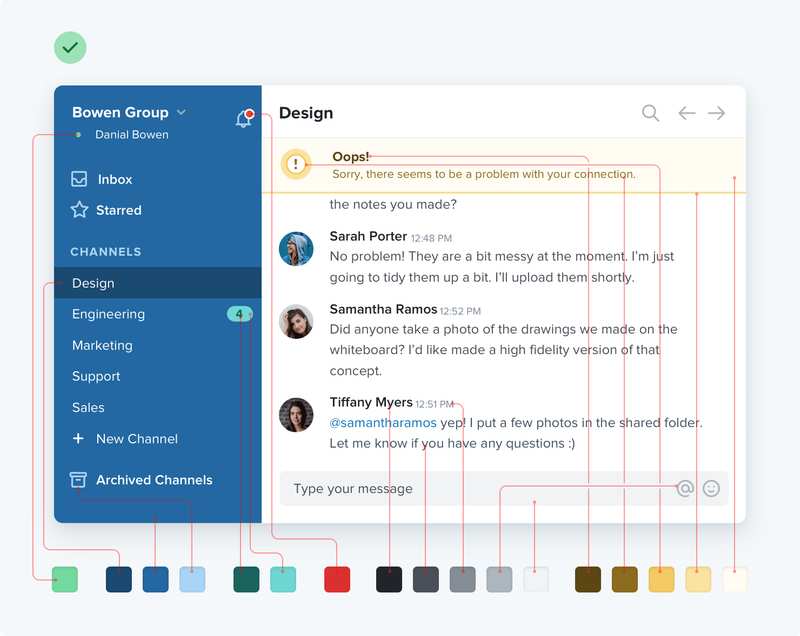 Bowen Group
Danial Bowen
Inbox
Starred
CHANNELS
Design
Engineering
4
Marketing
Support
Sales
+ New Channel
Archived Channels
Design
!
Oops!
Sorry, there seems to be a problem with your connection.
the notes you made?
Sarah Porter 12:48 PM
No problem! They are a bit messy at the moment. I'm just
going to tidy them up a bit. I'll upload them shortly.
Samantha Ramos 12:52 PM
Did anyone take a photo of the drawings we made on the
whiteboard? I'd like made a high fidelity version of that
concept.
Tiffany Myers 12:51 PM
@samantharamos yep! I put a few photos in the shared folder.
Let me know if you have any questions :)
Type your message
@